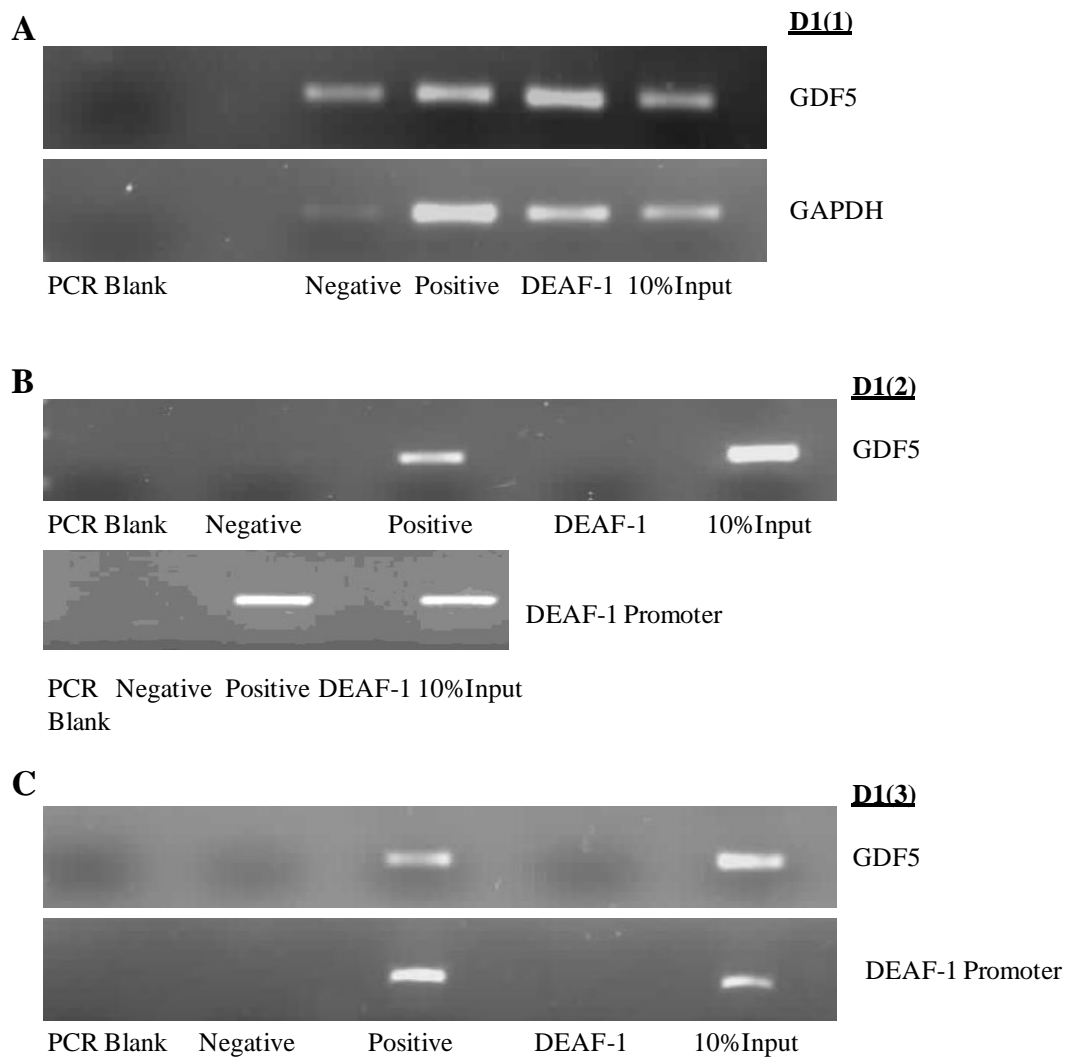 A
D1(1)
GDF5
GAPDH
PCR Blank Negative Positive DEAF-1 10%Input
B
D1(2)
GDF5
PCR Blank Negative Positive DEAF-1 10%Input
DEAF-1 Promoter
PCR Negative Positive DEAF-1 10%Input
Blank
C
D1(3)
GDF5
DEAF-1 Promoter
PCR Blank Negative Positive DEAF-1 10%Input